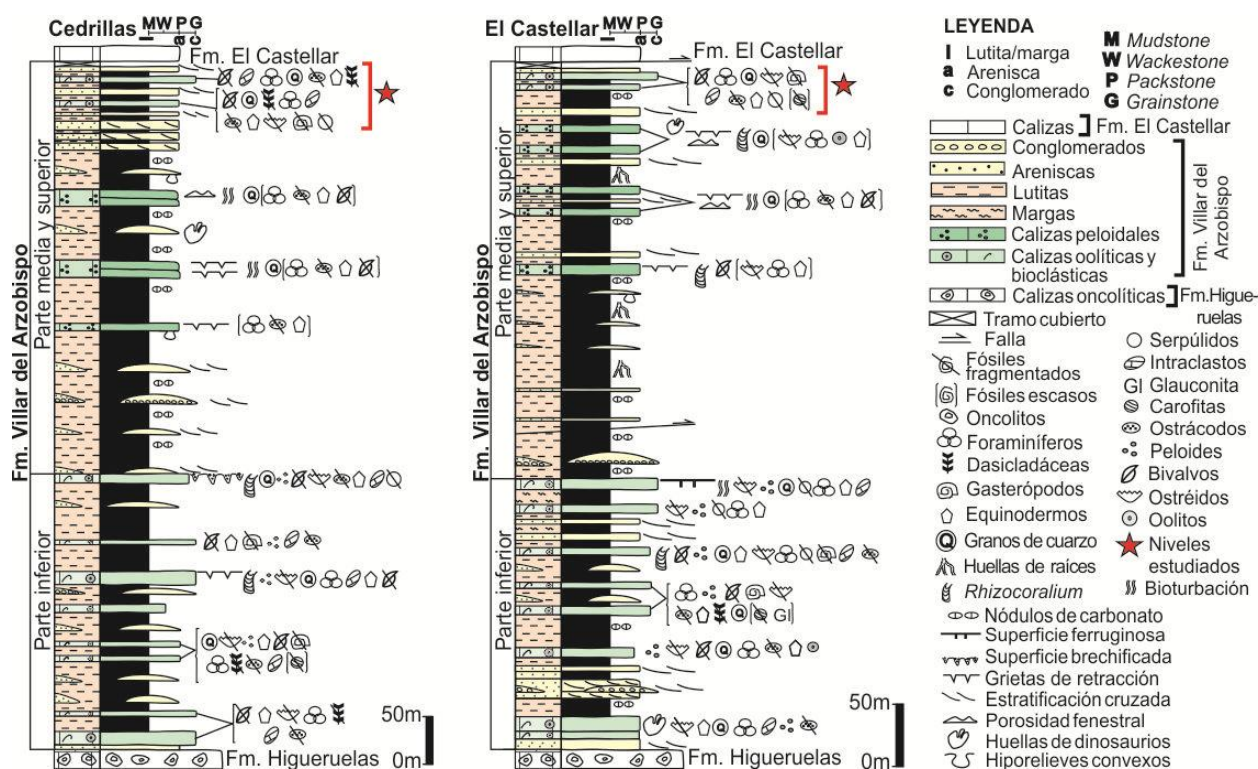 Cedrillas
M W P G
l
a
c
Fm. El Castellar
Fm. Villar del Arzobispo
Parte media y superior
Parte inferior
Q
Q
Q
Q
Q
Q
Q
50m
0m
Fm. Higueruelas
El Castellar
M W P G
l
a
c
Fm. El Castellar
Fm. Villar del Arzobispo
Parte media y superior
Parte inferior
Q
Q
Q
Q
Q
Q
Q Gl
Q
Q
50m
0m
Fm. Higueruelas
LEYENDA
l Lutita/marga
a Arenisca
c Conglomerado
M Mudstone
W Wackestone
P Packstone
G Grainstone
Calizas
Fm. El Castellar
Conglomerados
Areniscas
Lutitas
Margas
Calizas peloidales
Calizas oolíticas y
bioclásticas
Fm. Villar del
Arzobispo
Calizas oncolíticas
Fm.Higue-
ruelas
Tramo cubierto
Falla
Fósiles
fragmentados
Fósiles escasos
Oncolitos
Foraminíferos
Dasicladáceas
Gasterópodos
Equinodermos
Q Granos de cuarzo
Huellas de raíces
Rhizocoralium
Serpúlidos
Intraclastos
Gl Glauconita
Carofitas
Ostrácodos
Peloides
Bivalvos
Ostréidos
Oolitos
Niveles
estudiados
Bioturbación
Nódulos de carbonato
Superficie ferruginosa
Superficie brechificada
Grietas de retracción
Estratificación cruzada
Porosidad fenestral
Huellas de dinosaurios
Hiporelieves convexos